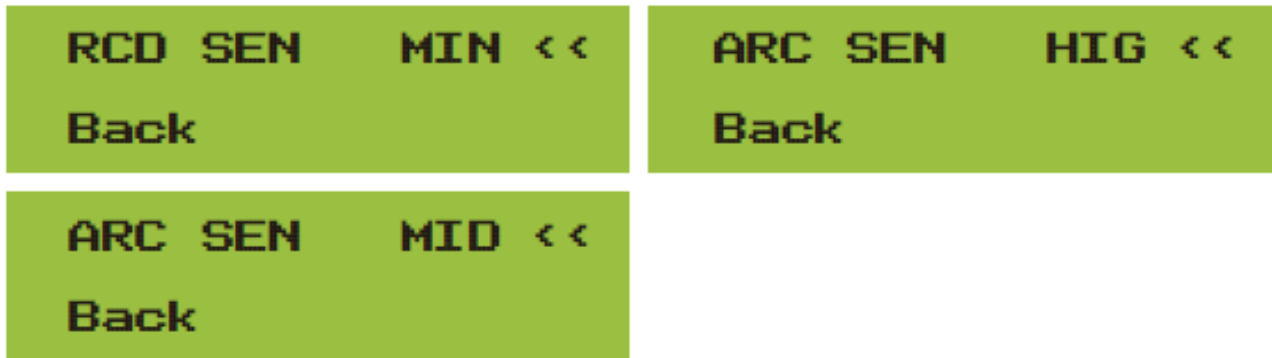 RCD SEN MIN <<
Back
ARC SEN HIG <<
Back
ARC SEN MID <<
Back